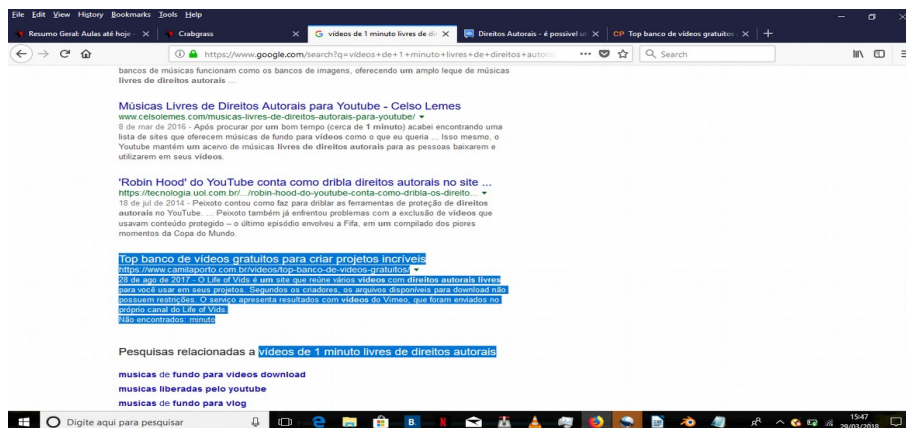 File Edit View History Bookmarks Tools Help
Resumo Geral: Aulas até hoje -
Crabgrass
vídeos de 1 minuto livres de dir
Direitos Autorais - é possível ut
CP Top banco de vídeos gratuitos
https://www.google.com/search?q=videos+de+1+minuto+livres+de+direitos+autora
Search
bancos de músicas funcionam como os bancos de imagens, oferecendo um amplo leque de músicas
livres de direitos autorais ...
Músicas Livres de Direitos Autorais para Youtube - Celso Lemes
www.celsolemes.com/musicas-livres-de-direitos-autorais-para-youtube/
8 de mar de 2016 - Após procurar por um bom tempo (cerca de 1 minuto) acabei encontrando uma
lista de sites que oferecem músicas de fundo para vídeos como o que eu queria ... Isso mesmo, o
Youtube mantém um acervo de músicas livres de direitos autorais para as pessoas baixarem e
utilizarem em seus vídeos.
'Robin Hood' do YouTube conta como dribla direitos autorais no site ...
https://tecnologia.uol.com.br/.../robin-hood-do-youtube-conta-como-dribla-os-direito...
18 de jul de 2014 - Peixoto contou como faz para driblar as ferramentas de proteção de direitos
autorais no YouTube. ... Peixoto também já enfrentou problemas com a exclusão de vídeos que
usavam conteúdo protegido – o último episódio envolveu a Fifa, em um compilado dos piores
momentos da Copa do Mundo.
Top banco de vídeos gratuitos para criar projetos incríveis
https://www.camilaporto.com.br/videos/top-banco-de-videos-gratuitos/
28 de ago de 2017 - O Life of Vids é um site que reúne vários vídeos com direitos autorais livres
para você usar em seus projetos. Segundos os criadores, os arquivos disponíveis para download não
possuem restrições. O serviço apresenta resultados com vídeos do Vimeo, que foram enviados no
próprio canal do Life of Vids.
Não encontrados: minuto
Pesquisas relacionadas a vídeos de 1 minuto livres de direitos autorais
musicas de fundo para videos download
musicas liberadas pelo youtube
musicas de fundo para vlog
Digite aqui para pesquisar
15:47
29/03/2018